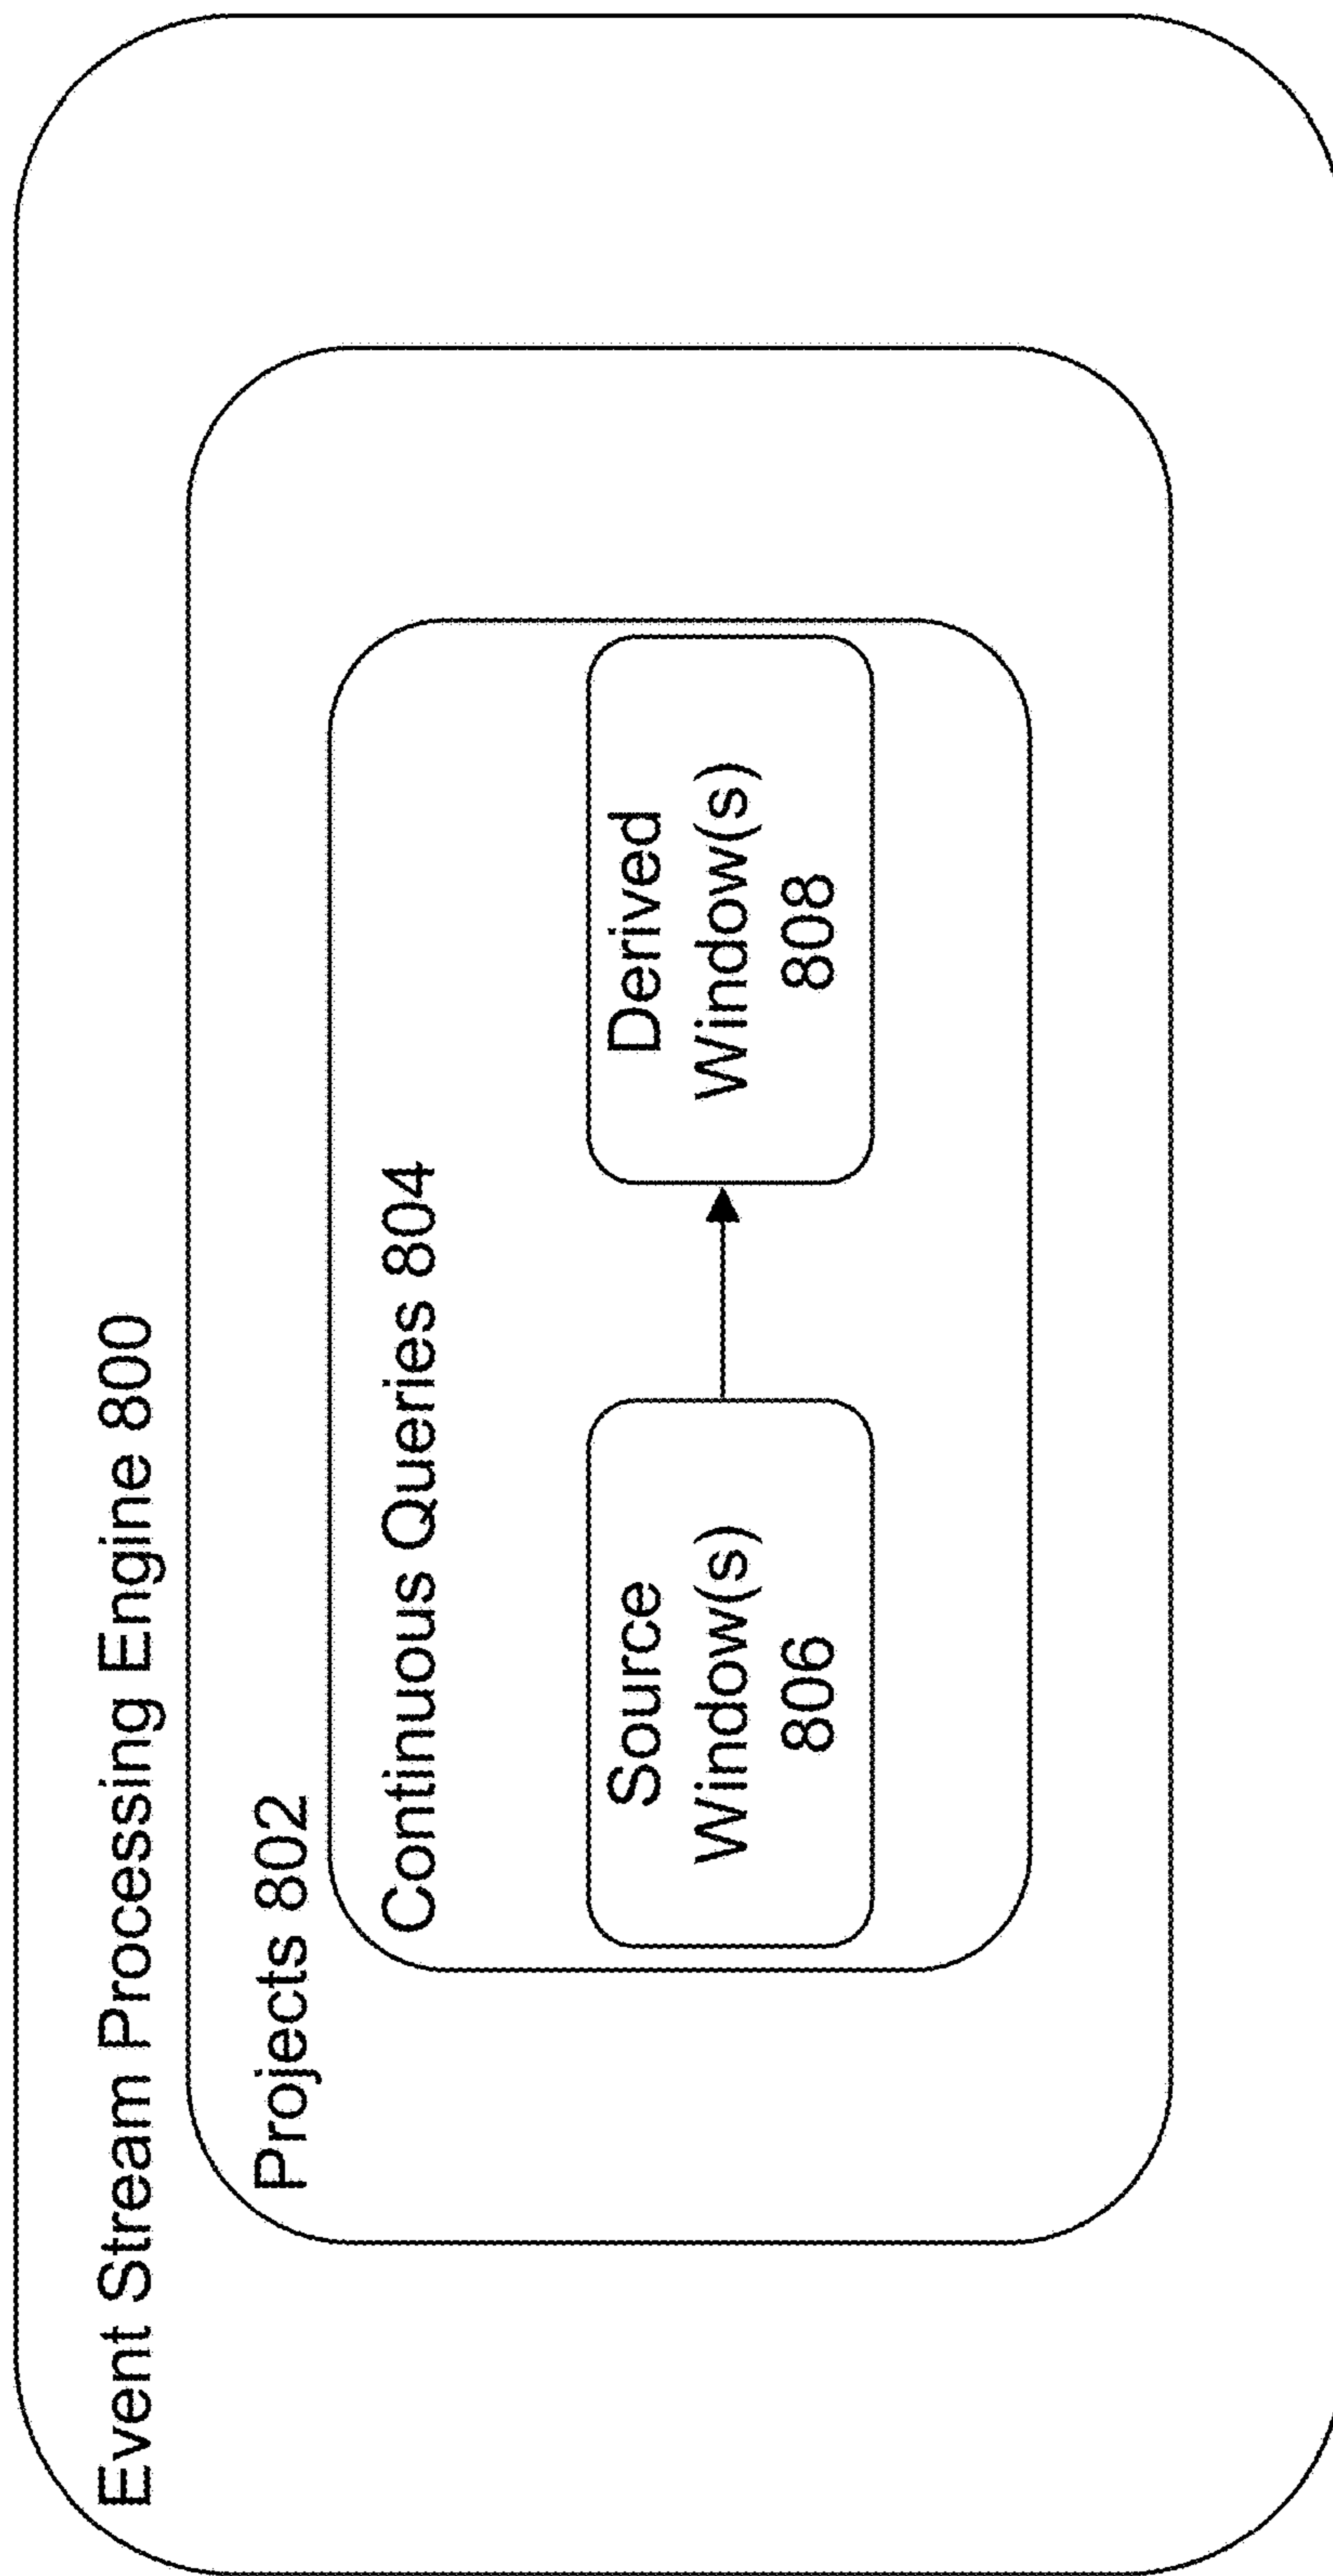 Event Stream Processing Engine 800
Projects 802
Continuous Queries 804
Source
Window(s)
806
Derived
Window(s)
808